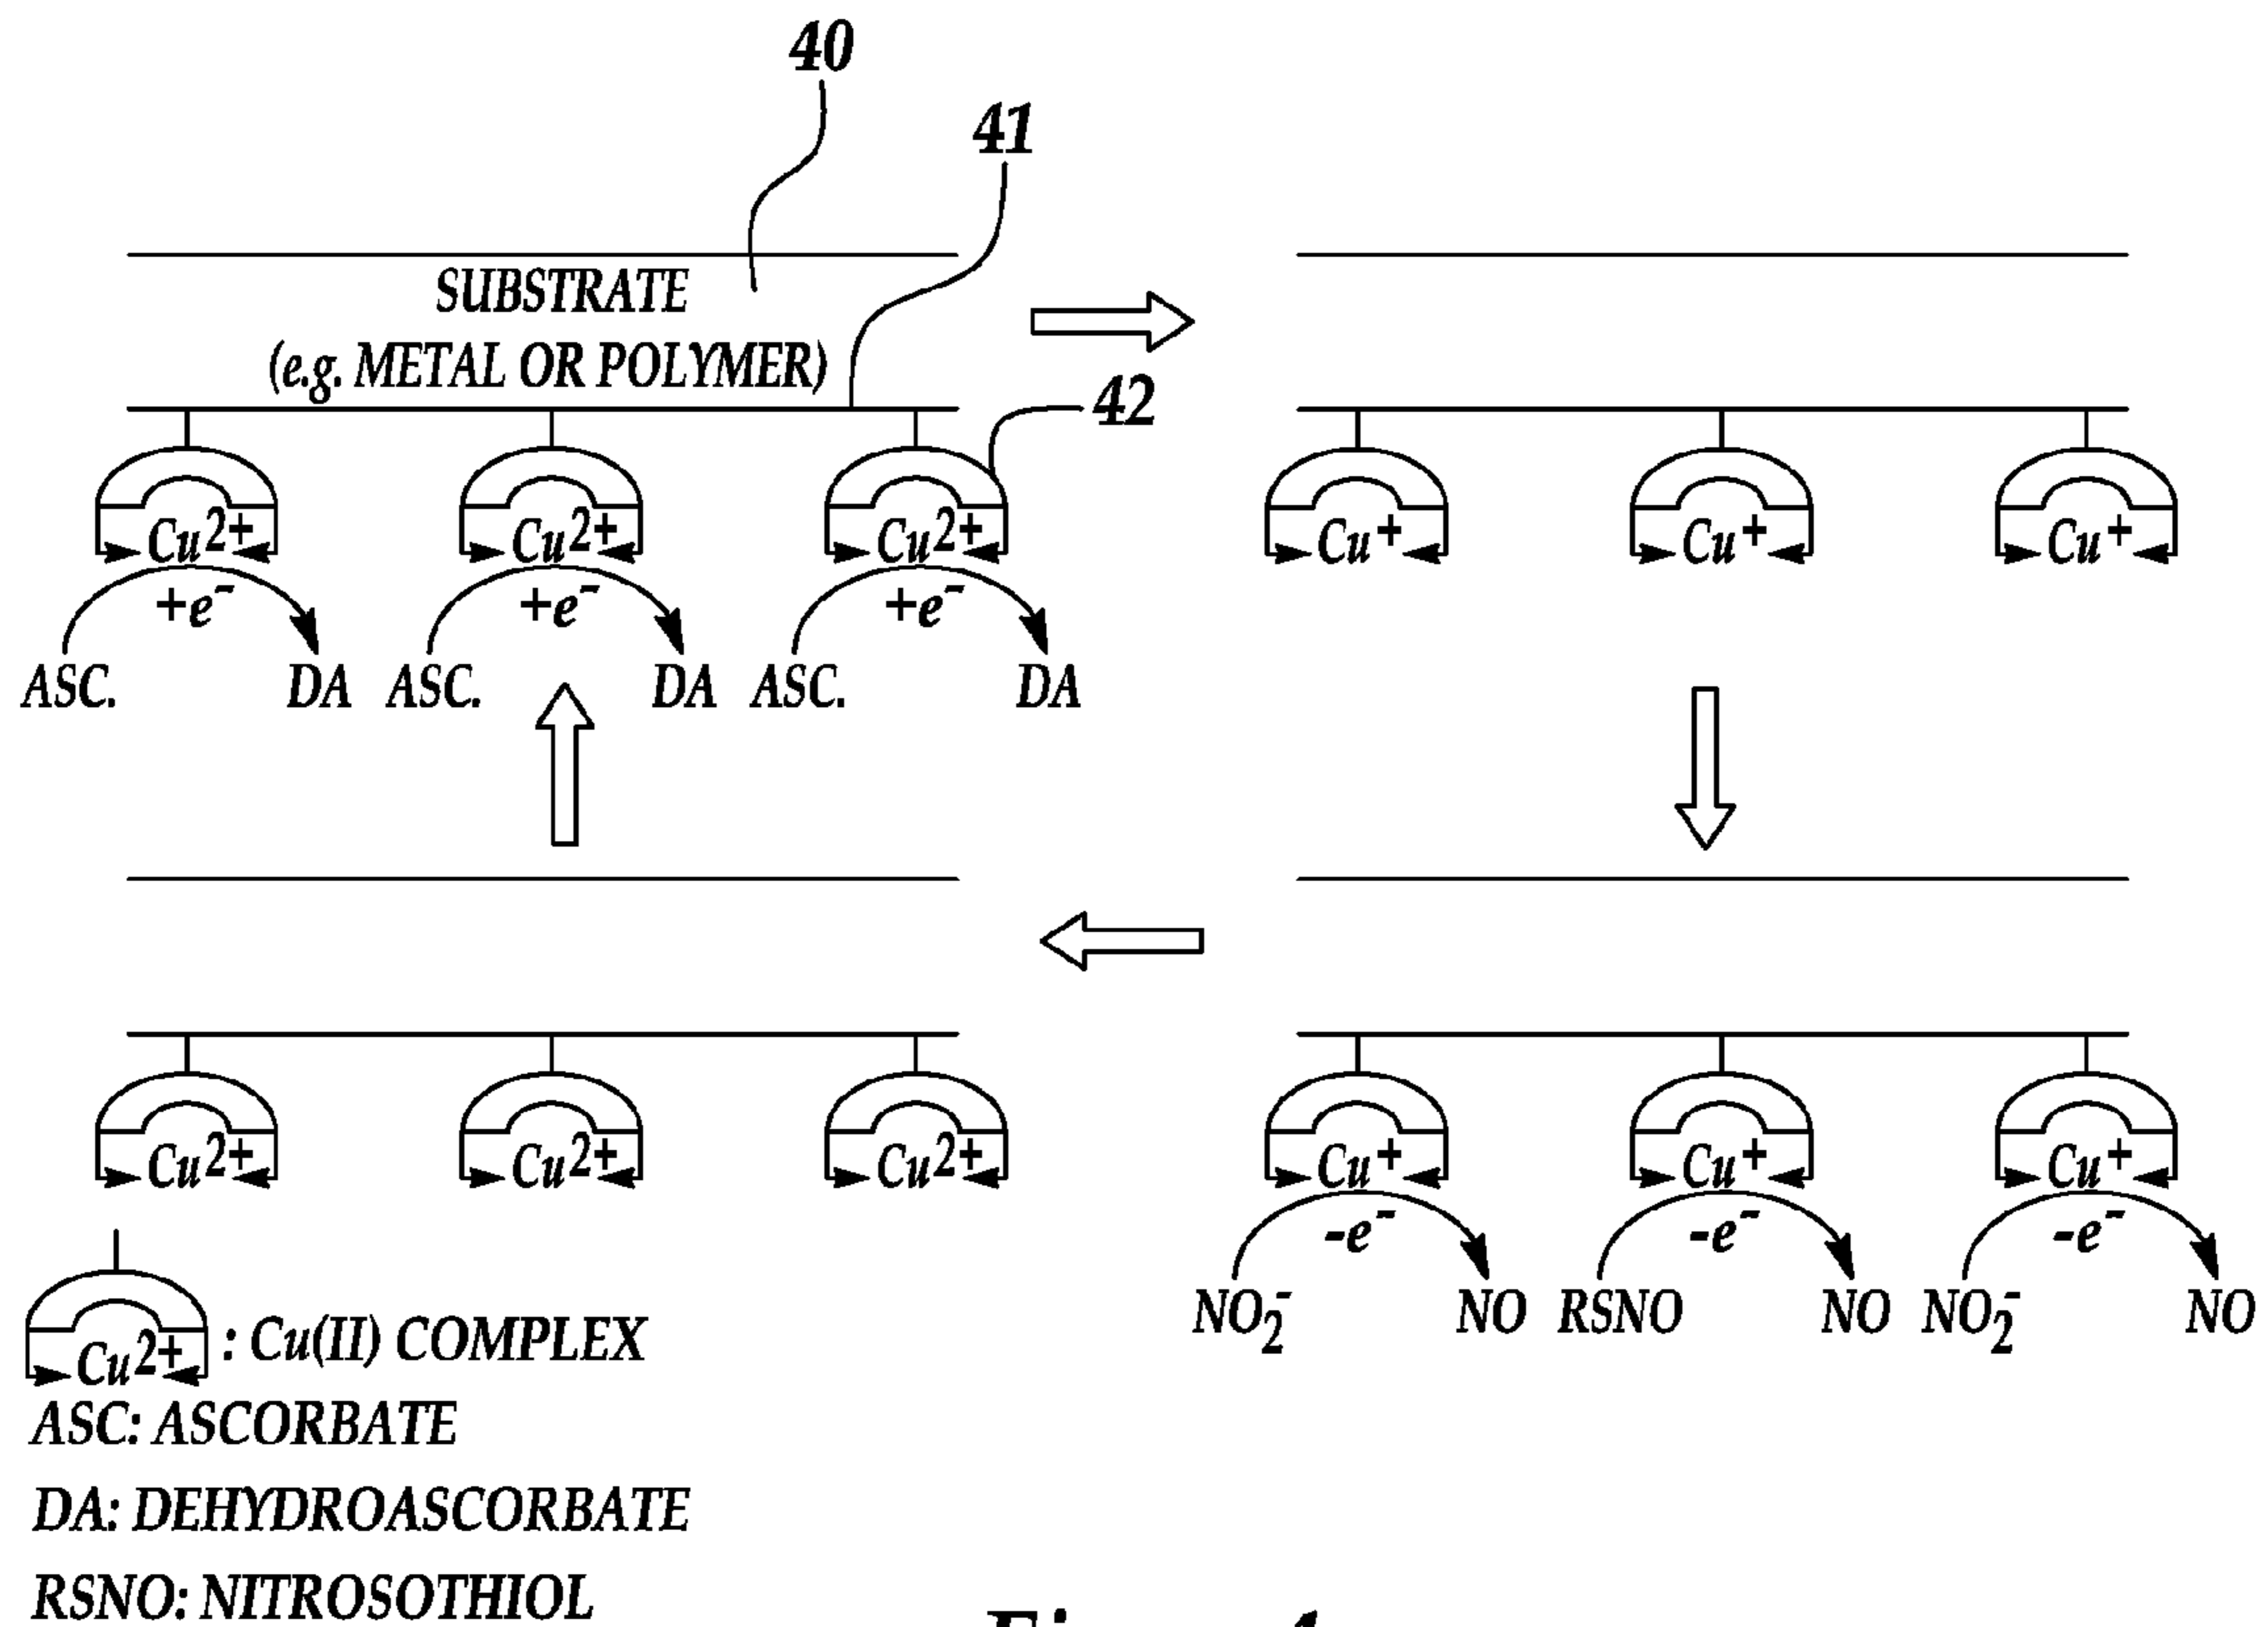 40
41
SUBSTRATE
(e.g. METAL OR POLYMER)
42
Cu2+ Cu2+ Cu2+ Cu+ Cu+ Cu+
+e- +e- +e-
ASC. DA ASC. DA ASC. DA
Cu2+ Cu2+ Cu2+ Cu+ Cu+ Cu+
-e- -e- -e-
NO2- NO RSNO NO NO2- NO
Cu2+ : Cu(II) COMPLEX
ASC: ASCORBATE
DA: DEHYDROASCORBATE
RSNO: NITROSOTHIOL